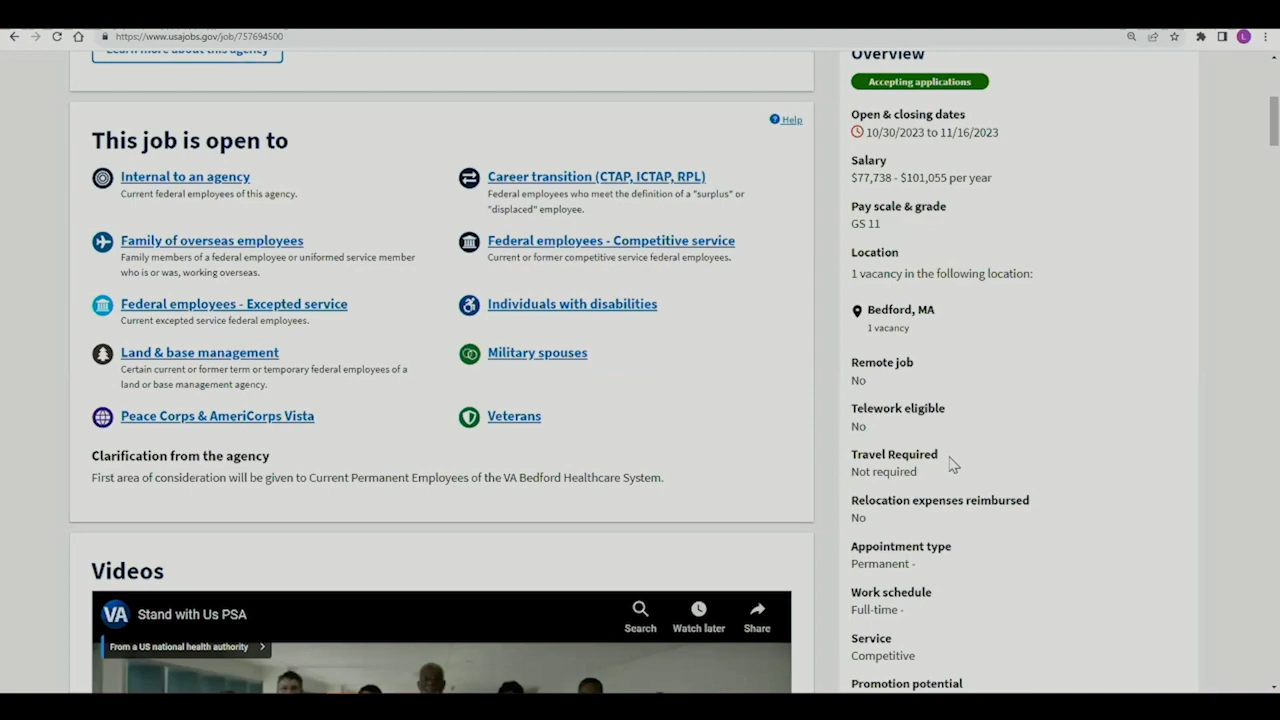 https://www.usajobs.gov/job/757694500
L
Learn more about this agency
Help
This job is open to
Internal to an agency
Current federal employees of this agency.
Career transition (CTAP, ICTAP, RPL)
Federal employees who meet the definition of a "surplus" or
"displaced" employee.
Family of overseas employees
Family members of a federal employee or uniformed service member
who is or was, working overseas.
Federal employees - Competitive service
Current or former competitive service federal employees.
Federal employees - Excepted service
Current excepted service federal employees.
Individuals with disabilities
Land & base management
Certain current or former term or temporary federal employees of a
land or base management agency.
Military spouses
Peace Corps & AmeriCorps Vista
Veterans
Clarification from the agency
First area of consideration will be given to Current Permanent Employees of the VA Bedford Healthcare System.
Videos
VA Stand with Us PSA
Search
Watch later
Share
From a US national health authority
Overview
Accepting applications
Open & closing dates
10/30/2023 to 11/16/2023
Salary
$77,738 - $101,055 per year
Pay scale & grade
GS 11
Location
1 vacancy in the following location:
Bedford, MA
1 vacancy
Remote job
No
Telework eligible
No
Travel Required
Not required
Relocation expenses reimbursed
No
Appointment type
Permanent -
Work schedule
Full-time -
Service
Competitive
Promotion potential